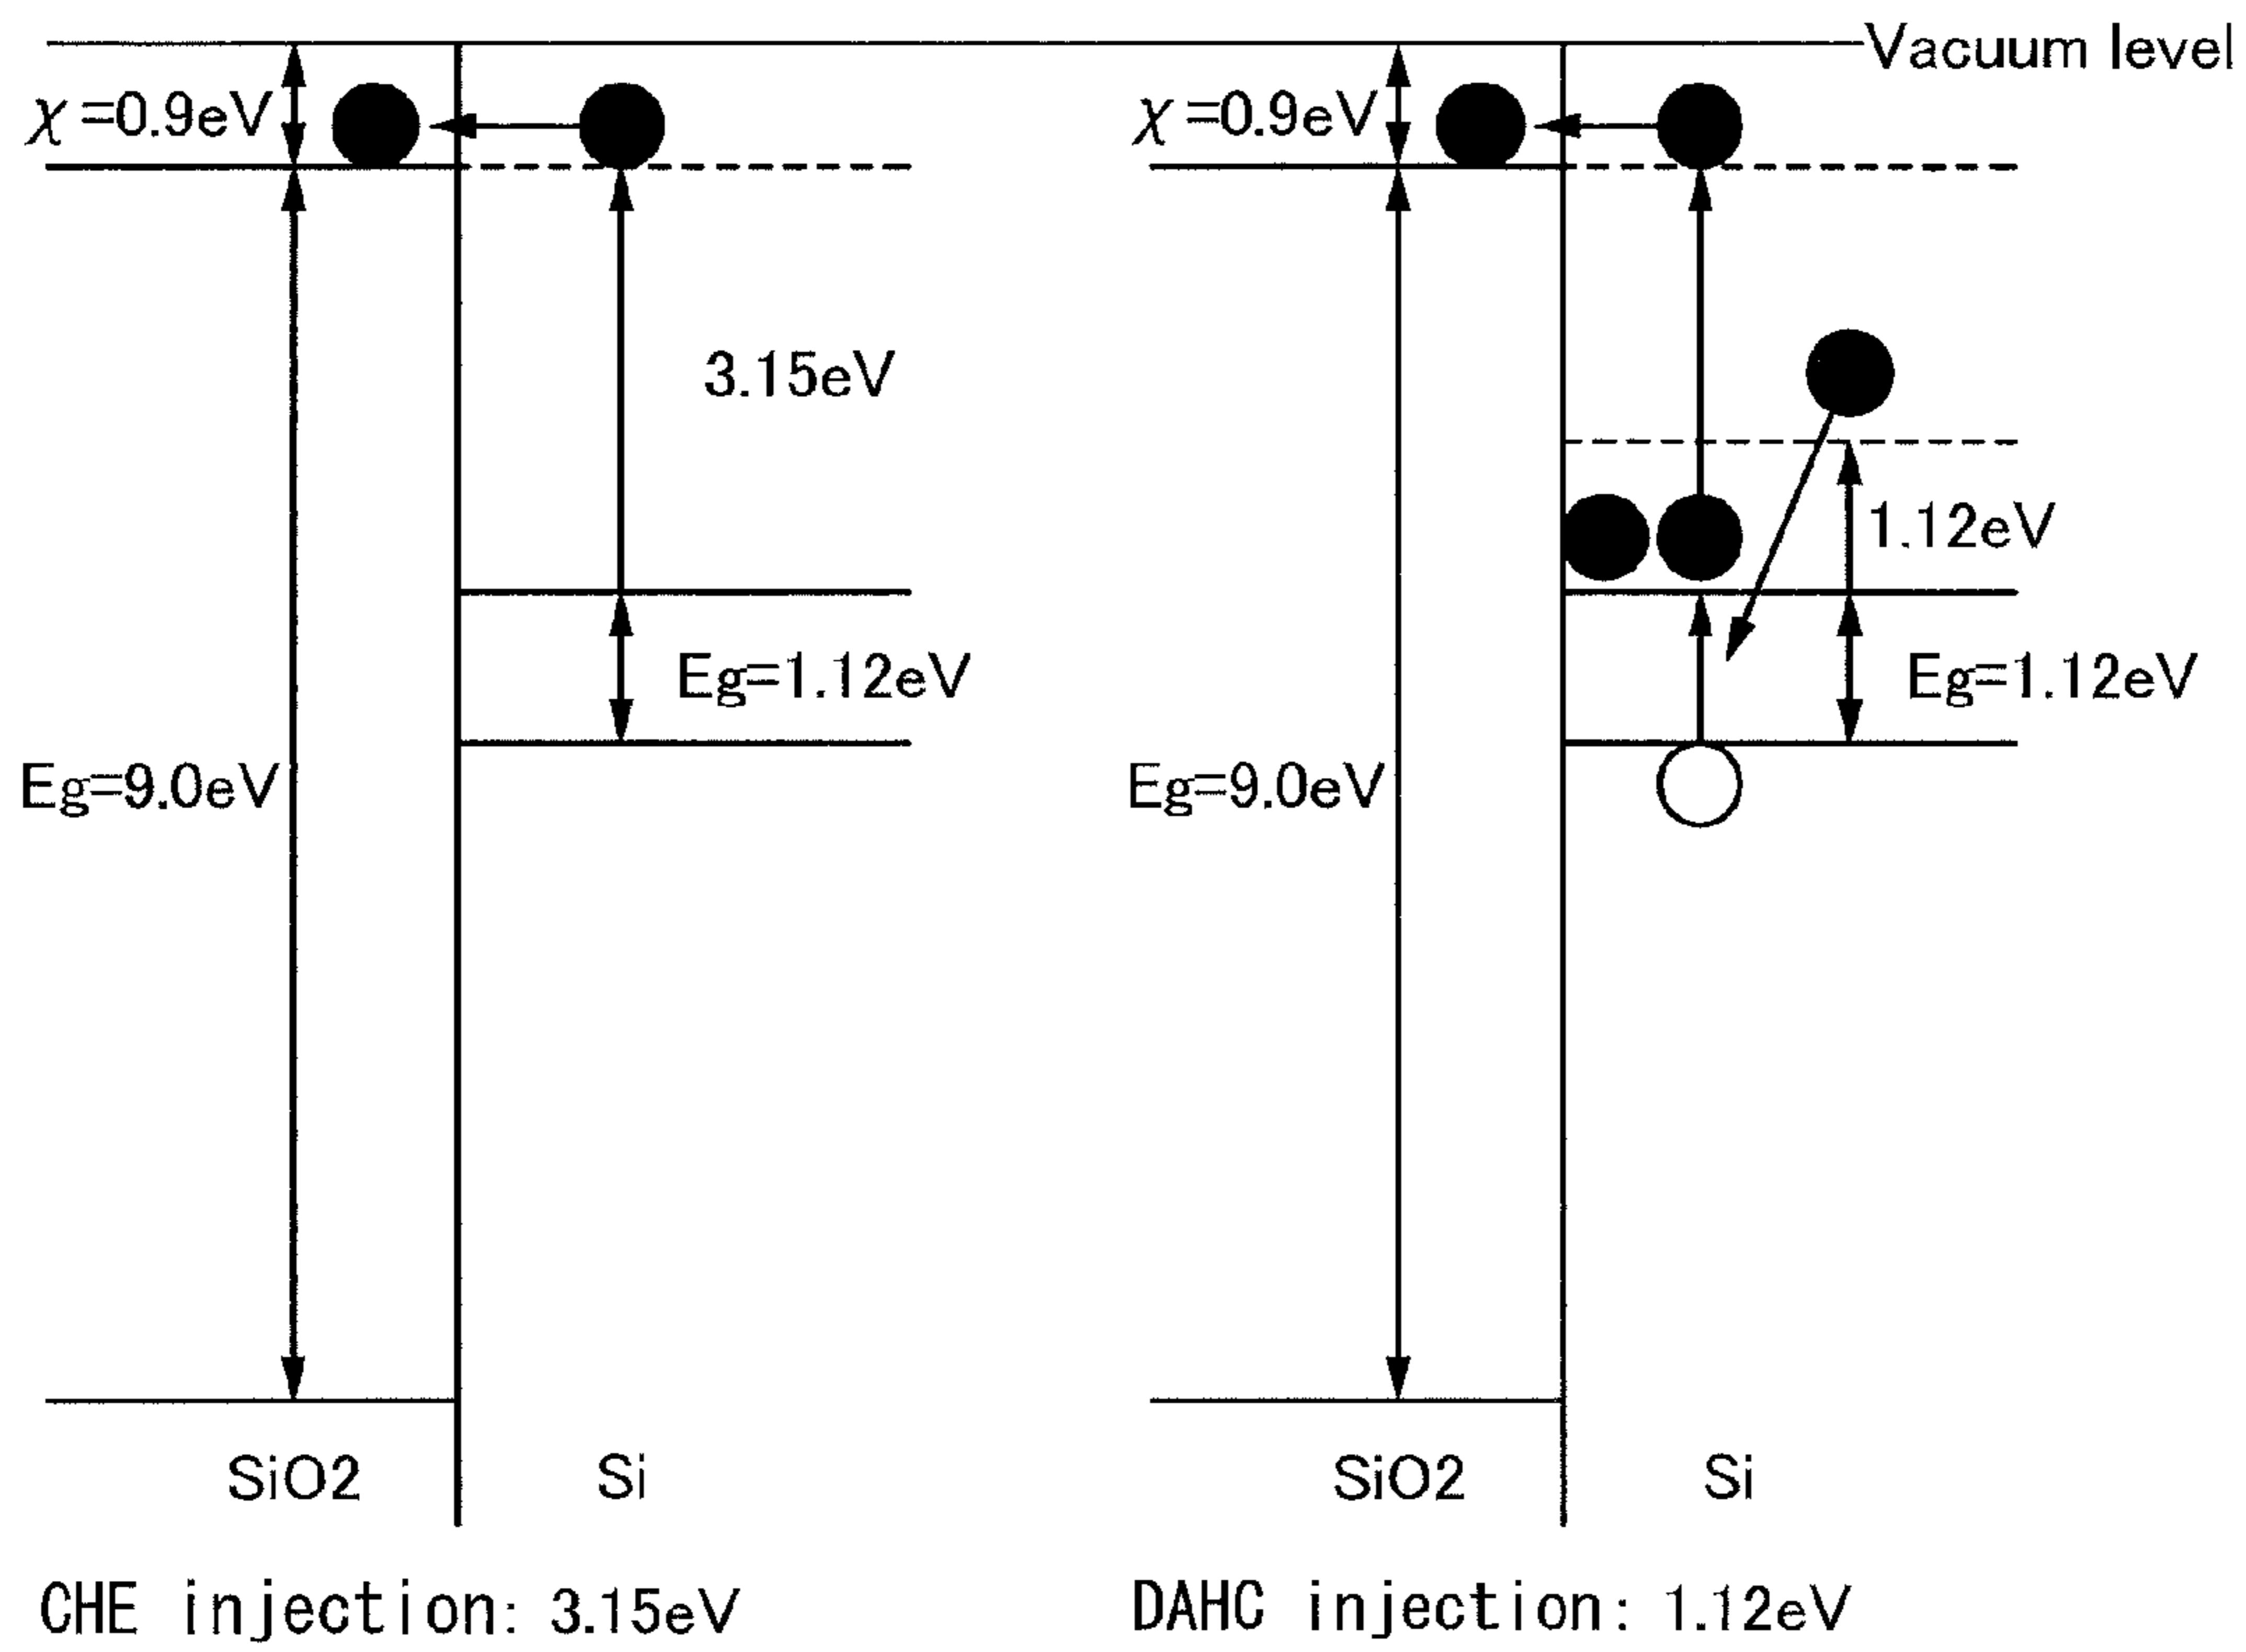 Vacuum level
χ=0.9eV
χ=0.9eV
3.15eV
1.12eV
Eg=1.12eV
Eg=1.12eV
Eg=9.0eV
Eg=9.0eV
SiO2
Si
SiO2
Si
CHE injection: 3.15eV
DAHC injection: 1.12eV